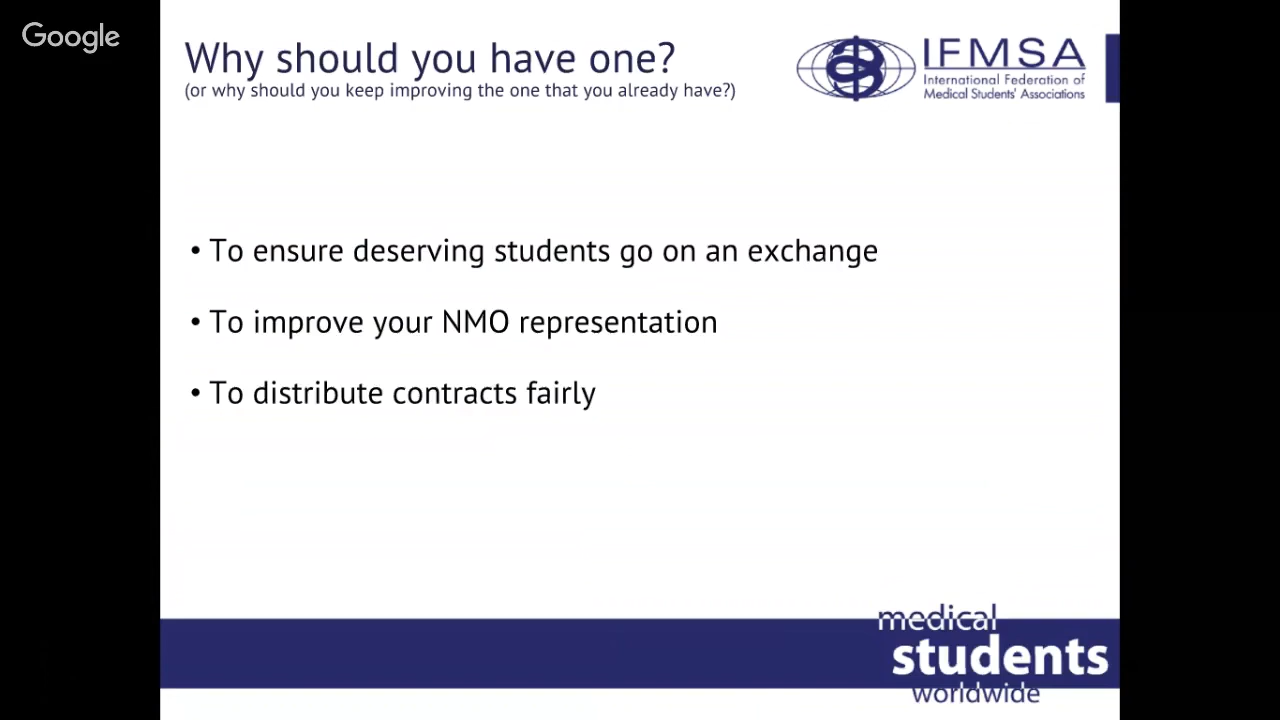 Google
Why should you have one?
(or why should you keep improving the one that you already have?)
IFMSA
International Federation of
Medical Students' Associations
• To ensure deserving students go on an exchange
• To improve your NMO representation
• To distribute contracts fairly
medical
students
worldwide